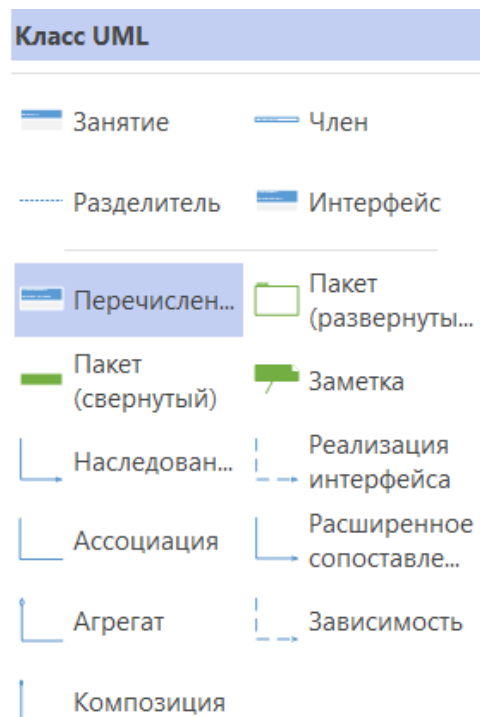 Класс UML
Занятие
Член
Разделитель
Интерфейс
Перечислен...
Пакет
(развернуты...
Пакет
(свернутый)
Заметка
Наследован...
Реализация
интерфейса
Ассоциация
Расширенное
сопоставле...
Агрегат
Зависимость
Композиция